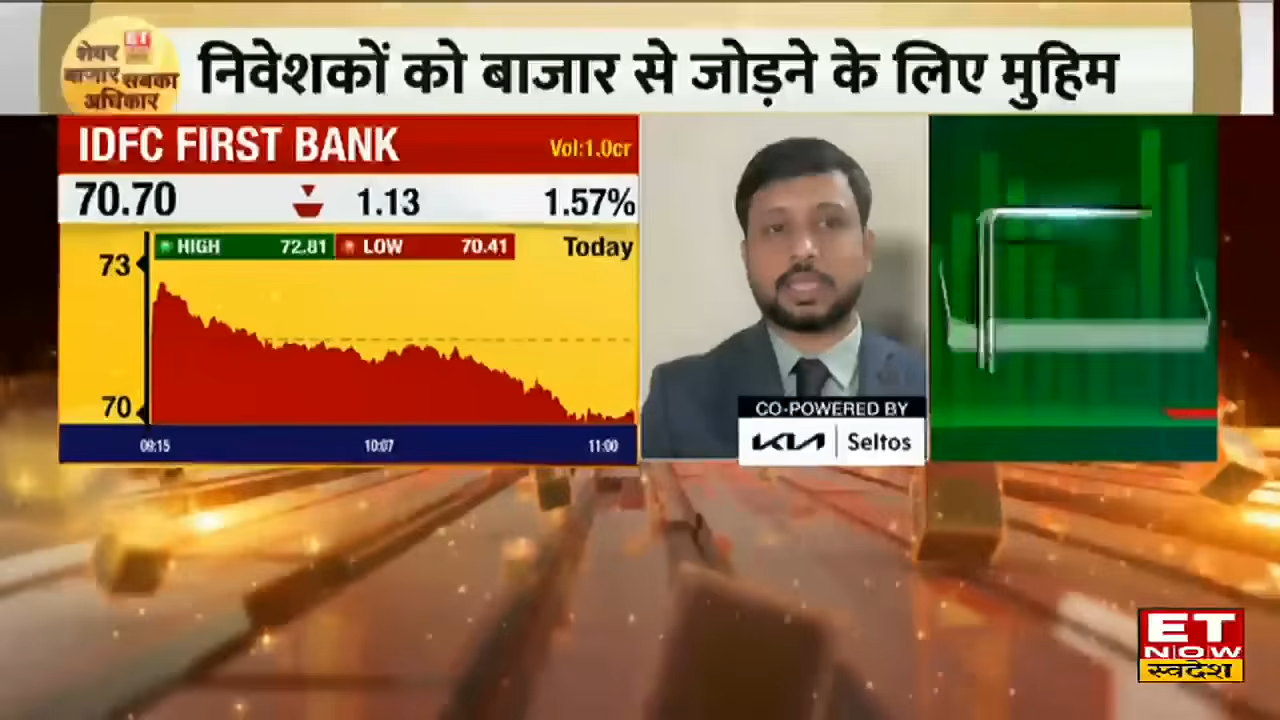 शेयर
बाजार सबका
अधिकार
ET
निवेशकों को बाजार से जोड़ने के लिए मुहिम
IDFC FIRST BANK
Vol:1.0cr
70.70
1.13
1.57%
HIGH 72.81
LOW 70.41
Today
73
70
09:15
10:07
11:00
CO-POWERED BY
KIA | Seltos
ET
NOW
स्वदेश